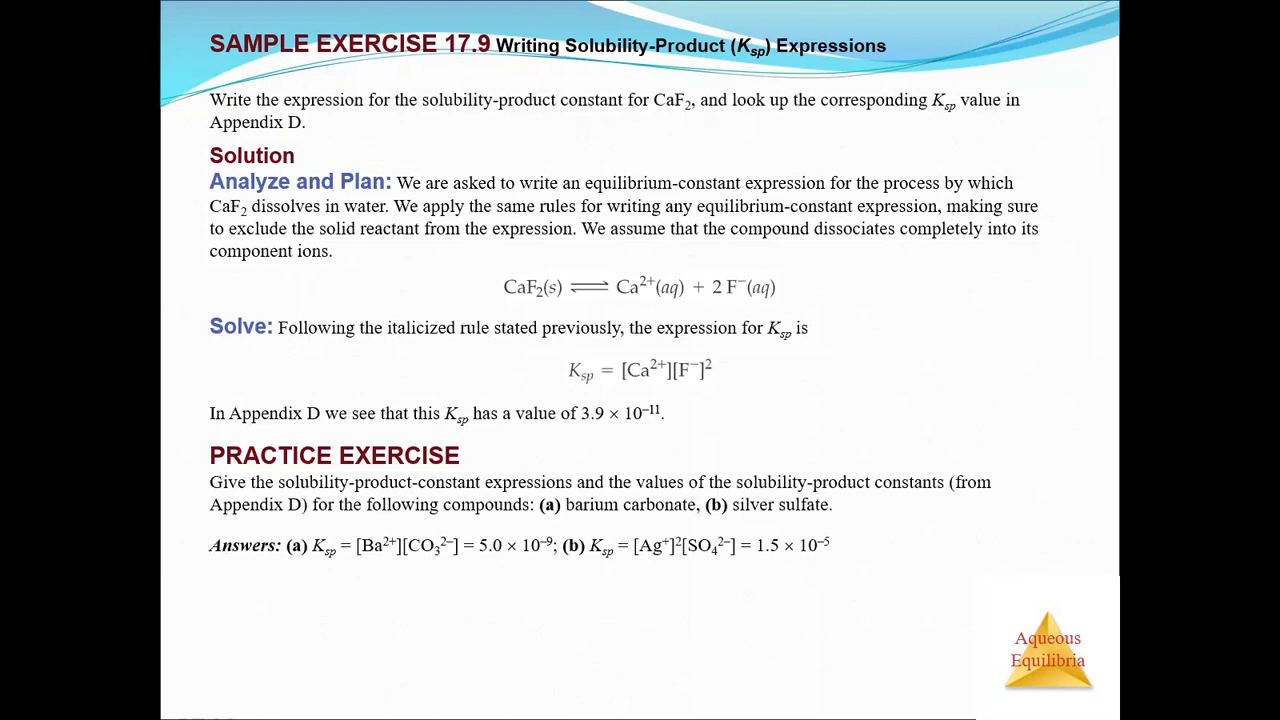 SAMPLE EXERCISE 17.9 Writing Solubility-Product (Ksp) Expressions
Write the expression for the solubility-product constant for CaF₂, and look up the corresponding Ksp value in
Appendix D.
Solution
Analyze and Plan: We are asked to write an equilibrium-constant expression for the process by which
CaF₂ dissolves in water. We apply the same rules for writing any equilibrium-constant expression, making sure
to exclude the solid reactant from the expression. We assume that the compound dissociates completely into its
component ions.
CaF₂(s) ⇌ Ca²⁺(aq) + 2 F⁻(aq)
Solve: Following the italicized rule stated previously, the expression for Ksp is
Ksp = [Ca²⁺][F⁻]²
In Appendix D we see that this Ksp has a value of 3.9 × 10⁻¹¹.
PRACTICE EXERCISE
Give the solubility-product-constant expressions and the values of the solubility-product constants (from
Appendix D) for the following compounds: (a) barium carbonate, (b) silver sulfate.
Answers: (a) Ksp = [Ba²⁺][CO₃²⁻] = 5.0 × 10⁻⁹; (b) Ksp = [Ag⁺]²[SO₄²⁻] = 1.5 × 10⁻⁵
Aqueous
Equilibria